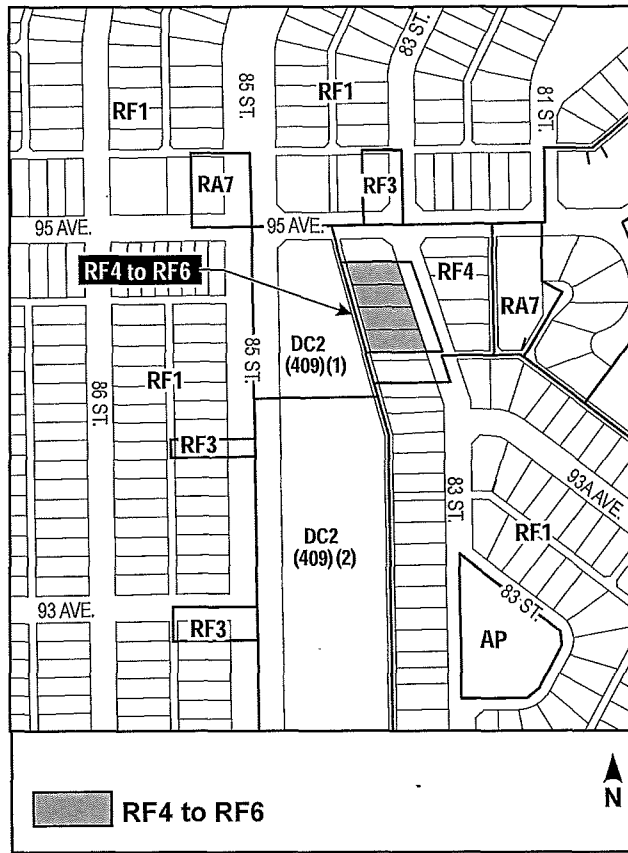 83 ST.
RF1
85 ST.
RF1
81 ST.
RA7
RF3
95 AVE.
95 AVE.
RF4 to RF6
RF4
RA7
DC2
(409)(1)
85 ST.
RF1
86 ST.
RF3
93A AVE.
83 ST.
RF1
DC2
(409)(2)
83 ST.
93 AVE.
RF3
AP
RF4 to RF6
N